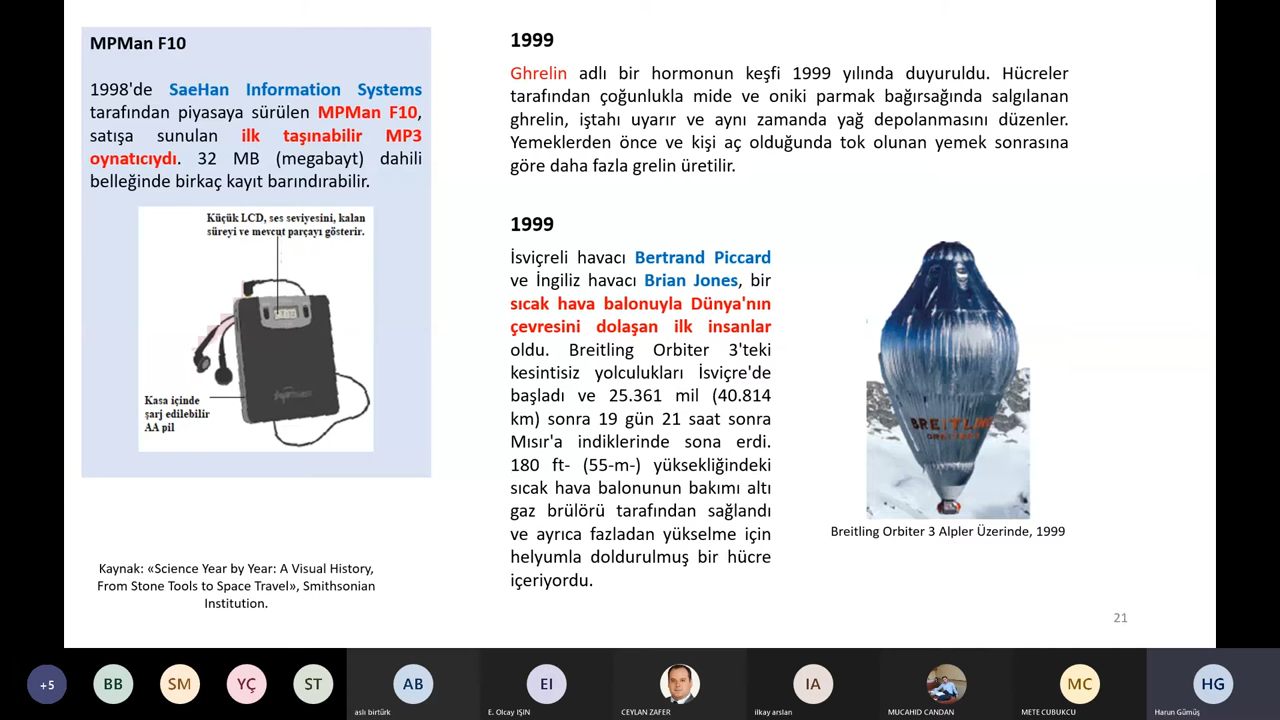 MPMan F10
1998'de SaeHan Information Systems
tarafından piyasaya sürülen MPMan F10,
satışa sunulan ilk taşınabilir MP3
oynatıcıydı. 32 MB (megabayt) dahili
belleğinde birkaç kayıt barındırabilir.
Küçük LCD, ses seviyesini, kalan
süreyi ve mevcut parçayı gösterir.
Kasa içinde
şarj edilebilir
AA pil
Kaynak: «Science Year by Year: A Visual History,
From Stone Tools to Space Travel», Smithsonian
Institution.
1999
Ghrelin adlı bir hormonun keşfi 1999 yılında duyuruldu. Hücreler
tarafından çoğunlukla mide ve oniki parmak bağırsağında salgılanan
ghrelin, iştahı uyarır ve aynı zamanda yağ depolanmasını düzenler.
Yemeklerden önce ve kişi aç olduğunda tok olunan yemek sonrasına
göre daha fazla grelin üretilir.
1999
İsviçreli havacı Bertrand Piccard
ve İngiliz havacı Brian Jones, bir
sıcak hava balonuyla Dünya'nın
çevresini dolaşan ilk insanlar
oldu. Breitling Orbiter 3'teki
kesintisiz yolculukları İsviçre'de
başladı ve 25.361 mil (40.814
km) sonra 19 gün 21 saat sonra
Mısır'a indiklerinde sona erdi.
180 ft- (55-m-) yüksekliğindeki
sıcak hava balonunun bakımı altı
gaz brülörü tarafından sağlandı
ve ayrıca fazladan yükselme için
helyumla doldurulmuş bir hücre
içeriyordu.
BREITLING
ORBITER
Breitling Orbiter 3 Alpler Üzerinde, 1999
21
+5
BB
SM
YÇ
ST
AB
aslı birtürk
EI
E. Olcay IŞIN
CEYLAN ZAFER
IA
ilkay arslan
MUCAHID CANDAN
MC
METE CUBUKCU
HG
Harun Gümüş